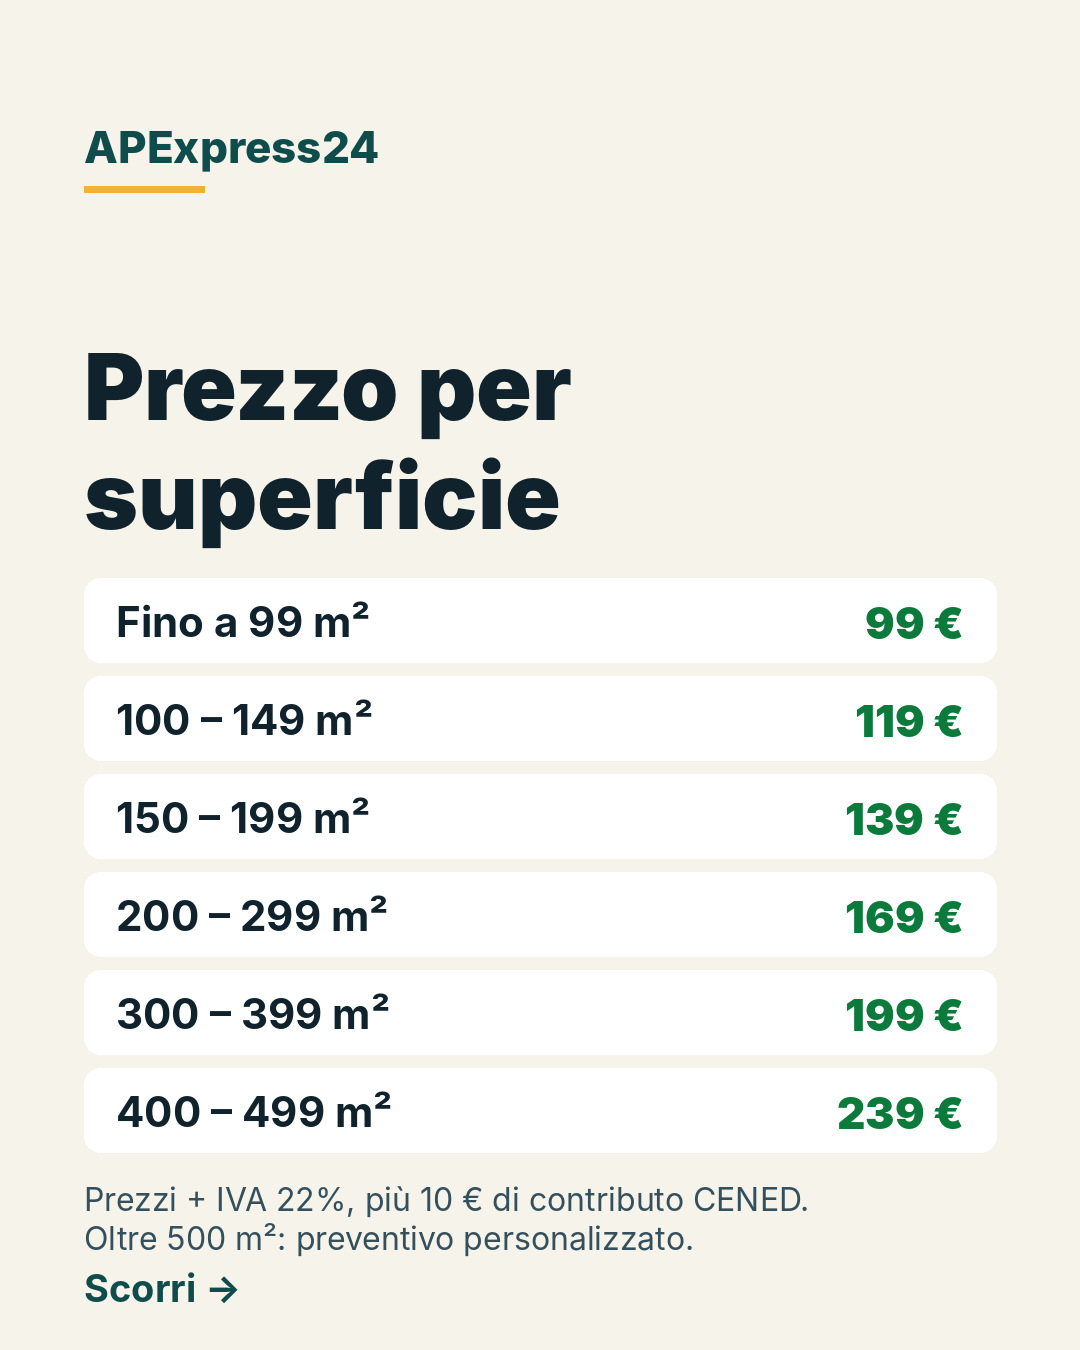 APExpress24
Prezzo per
superficie
Fino a 99 m² 99 €
100 – 149 m² 119 €
150 – 199 m² 139 €
200 – 299 m² 169 €
300 – 399 m² 199 €
400 – 499 m² 239 €
Prezzi + IVA 22%, più 10 € di contributo CENED.
Oltre 500 m²: preventivo personalizzato.
Scorri →